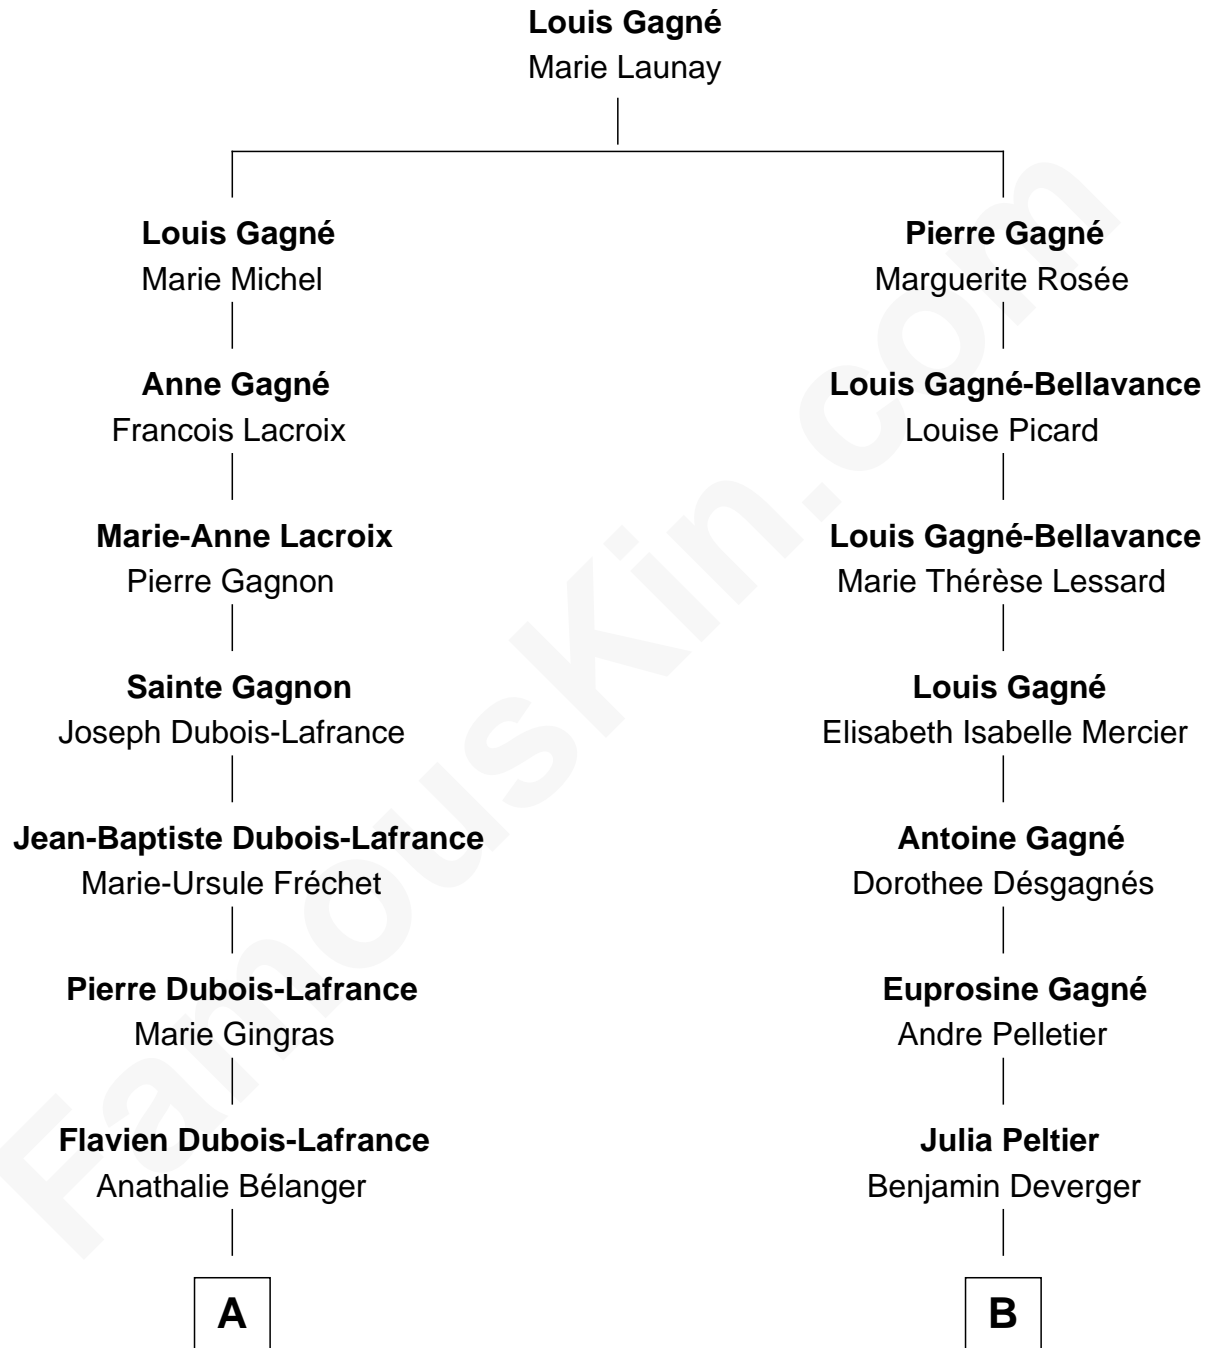 Louis Gagné
Marie Launay
Louis Gagné
Marie Michel
Anne Gagné
Francois Lacroix
Marie-Anne Lacroix
Pierre Gagnon
Sainte Gagnon
Joseph Dubois-Lafrance
Jean-Baptiste Dubois-Lafrance
Marie-Ursule Fréchet
Pierre Dubois-Lafrance
Marie Gingras
Flavien Dubois-Lafrance
Anathalie Bélanger
A
Pierre Gagné
Marguerite Rosée
Louis Gagné-Bellavance
Louise Picard
Louis Gagné-Bellavance
Marie Thérèse Lessard
Louis Gagné
Elisabeth Isabelle Mercier
Antoine Gagné
Dorothee Désgagnés
Euprosine Gagné
Andre Pelletier
Julia Peltier
Benjamin Deverger
B
FamousKin.com